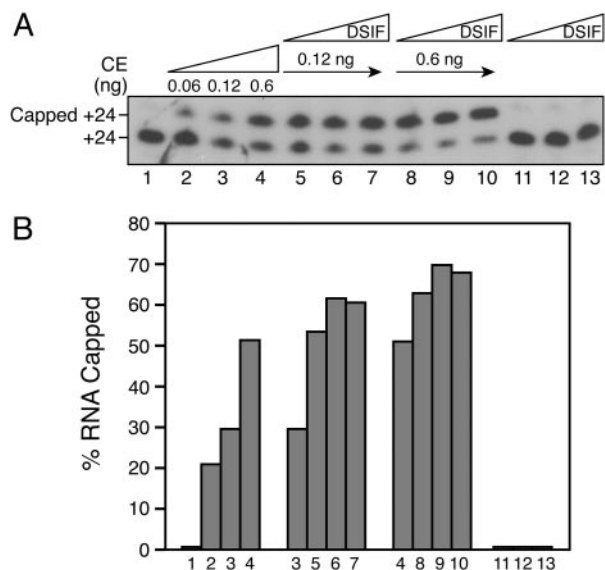 A
DSIF DSIF DSIF
CE (ng) 0.12 ng 0.6 ng
0.06 0.12 0.6
Capped +24
+24
1 2 3 4 5 6 7 8 9 10 11 12 13
B
% RNA Capped
80
70
60
50
40
30
20
10
0
1 2 3 4 3 5 6 7 4 8 9 10 11 12 13